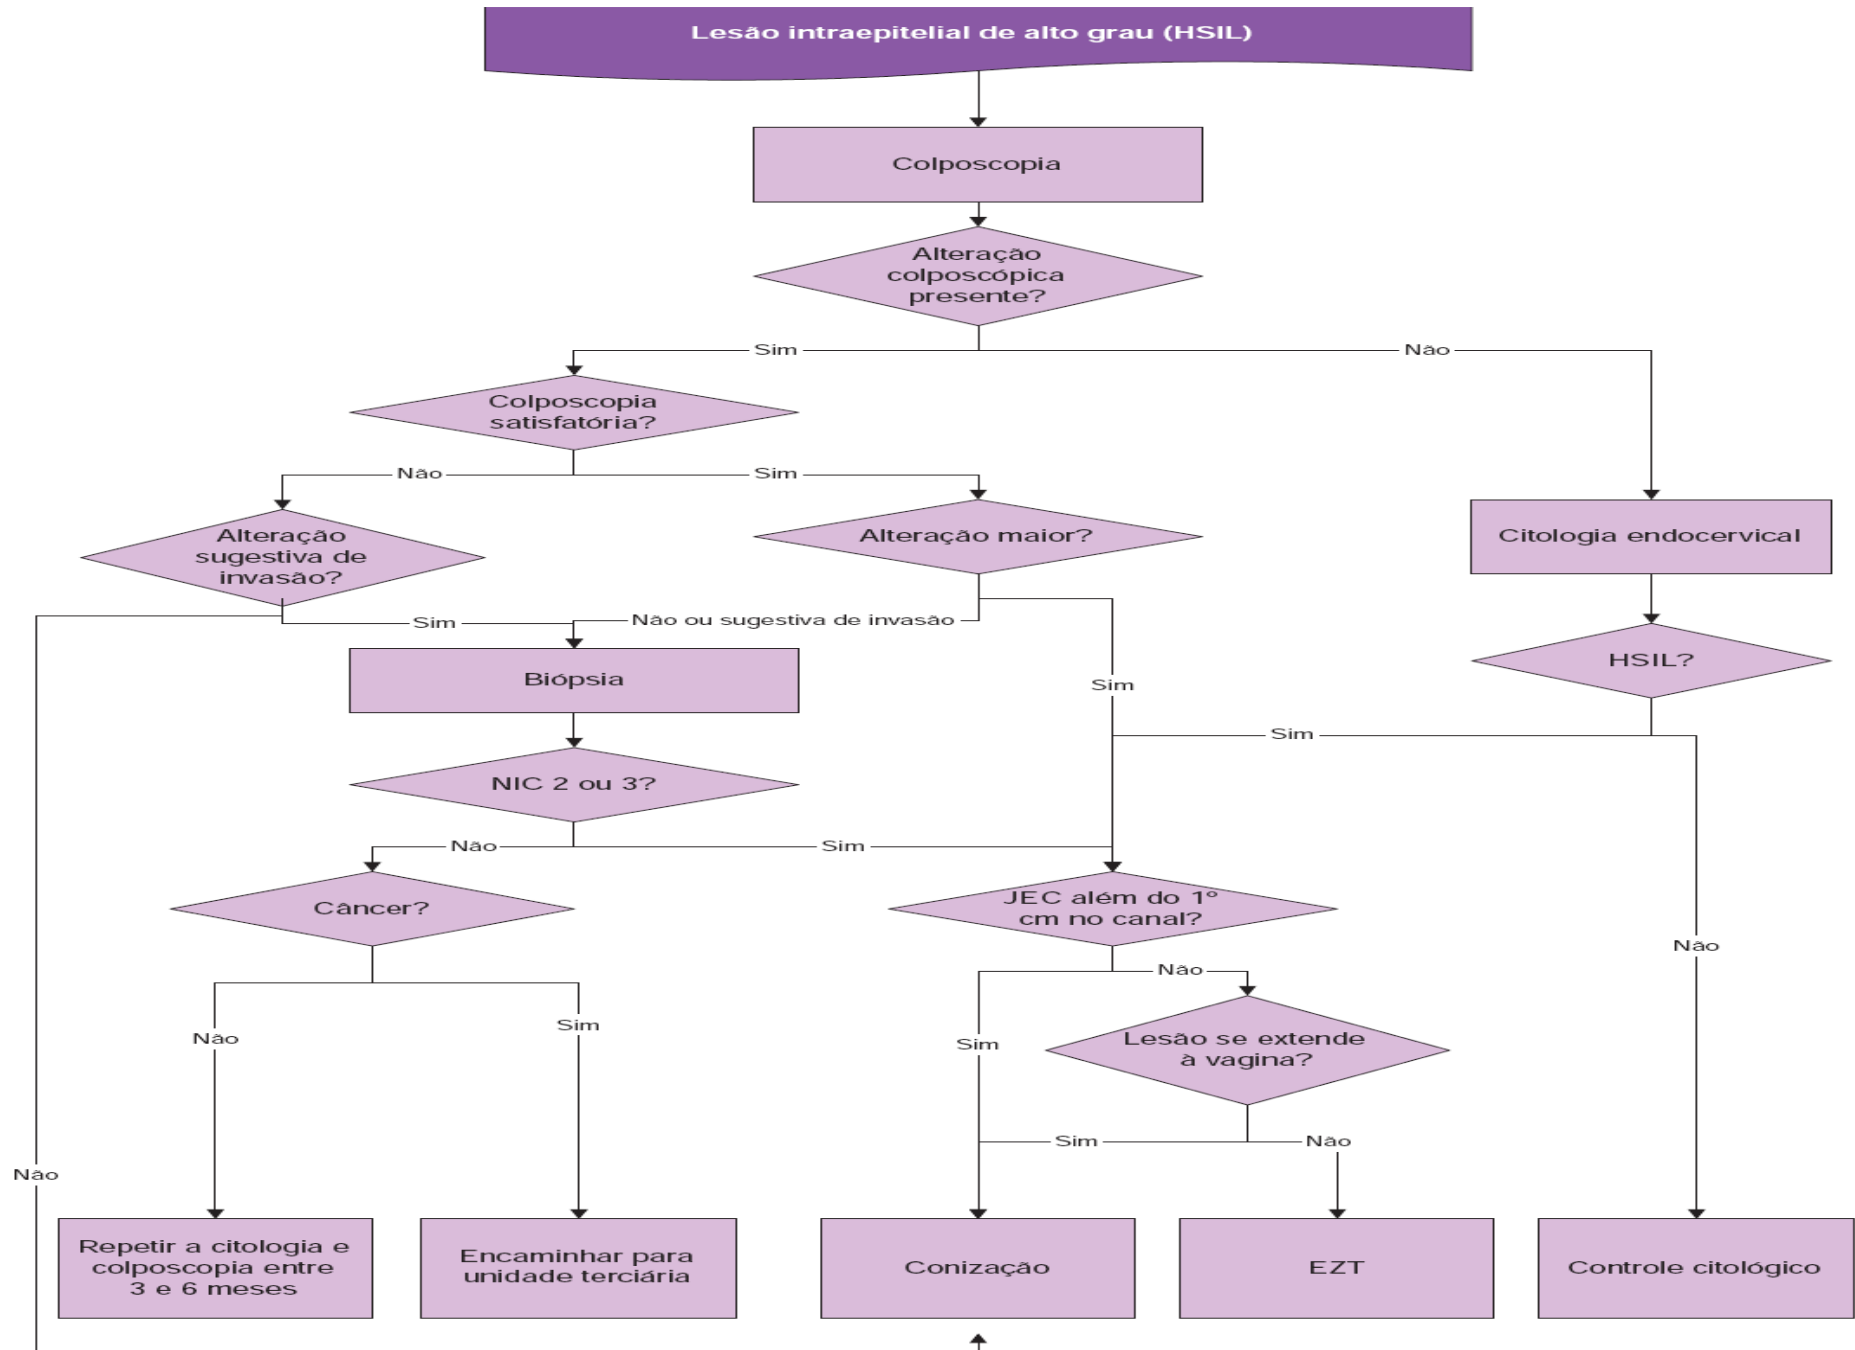 Lesão intraepitelial de alto grau (HSIL)
Colposcopia
Alteração
colposcópica
presente?
Sim
Não
Colposcopia
satisfatória?
Não
Sim
Alteração
sugestiva de
invasão?
Alteração maior?
Citologia endocervical
Sim
Não ou sugestiva de invasão
Biópsia
HSIL?
Sim
Sim
NIC 2 ou 3?
Não
Sim
Câncer?
JEC além do 1º
cm no canal?
Não
Não
Não
Sim
Sim
Lesão se extende
à vagina?
Sim
Não
Não
Repetir a citologia e
colposcopia entre
3 e 6 meses
Encaminhar para
unidade terciária
Conização
EZT
Controle citológico